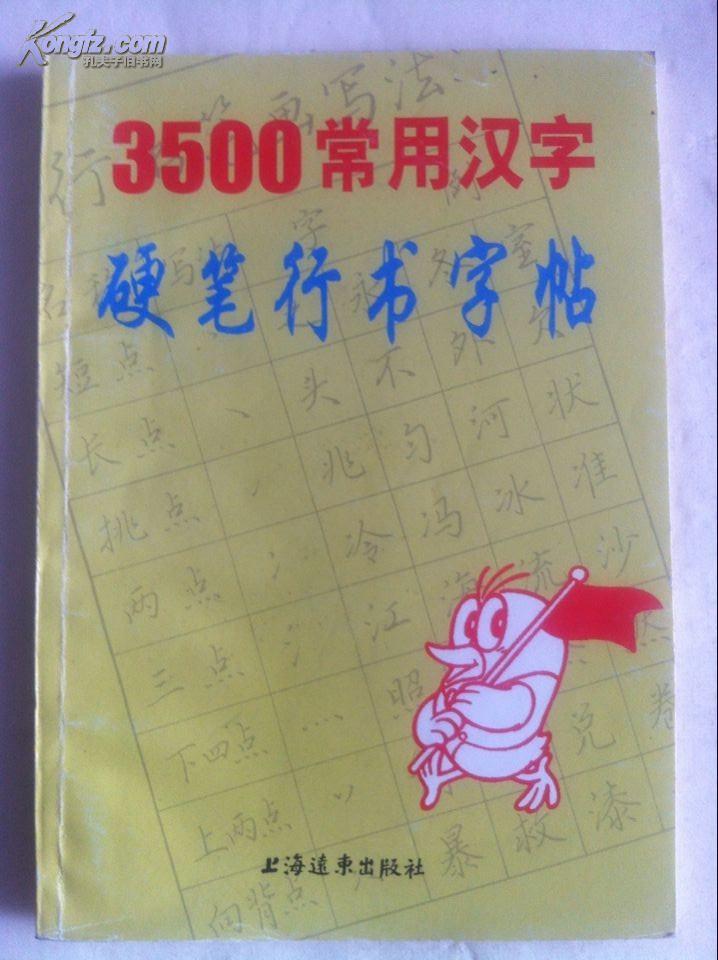 Kongfz.com
孔夫子旧书网
3500常用汉字
硬笔行书字帖
短点 头不外
长点 兆匀河状
挑点 冷冯冰准
两点 江海流沙
三点 照
下四点 兑卷
上两点 暴救漆
向背点
上海遠東出版社